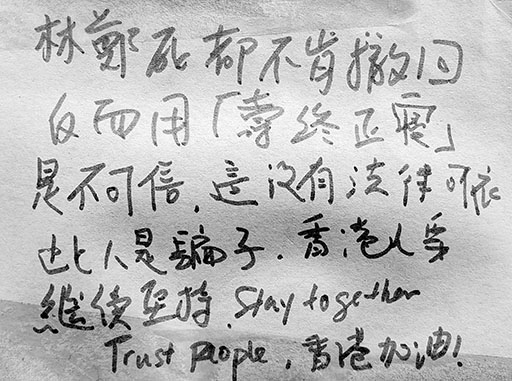 林鄭死都不肯撤回
反而用「壽終正寢」
是不可信,這沒有法律可依
此人是騙子.香港人要
繼續堅持.Stay together
Trust people,香港加油!